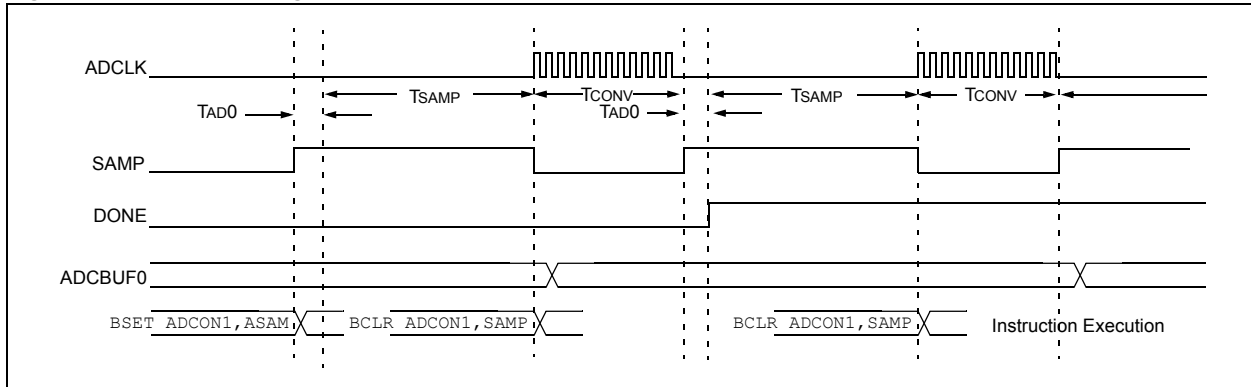 ADCLK
TSAMP
TCONV
TSAMP
TCONV
TAD0
TAD0
SAMP
DONE
ADCBUF0
BSET ADCON1,ASAM
BCLR ADCON1,SAMP
BCLR ADCON1,SAMP
Instruction Execution